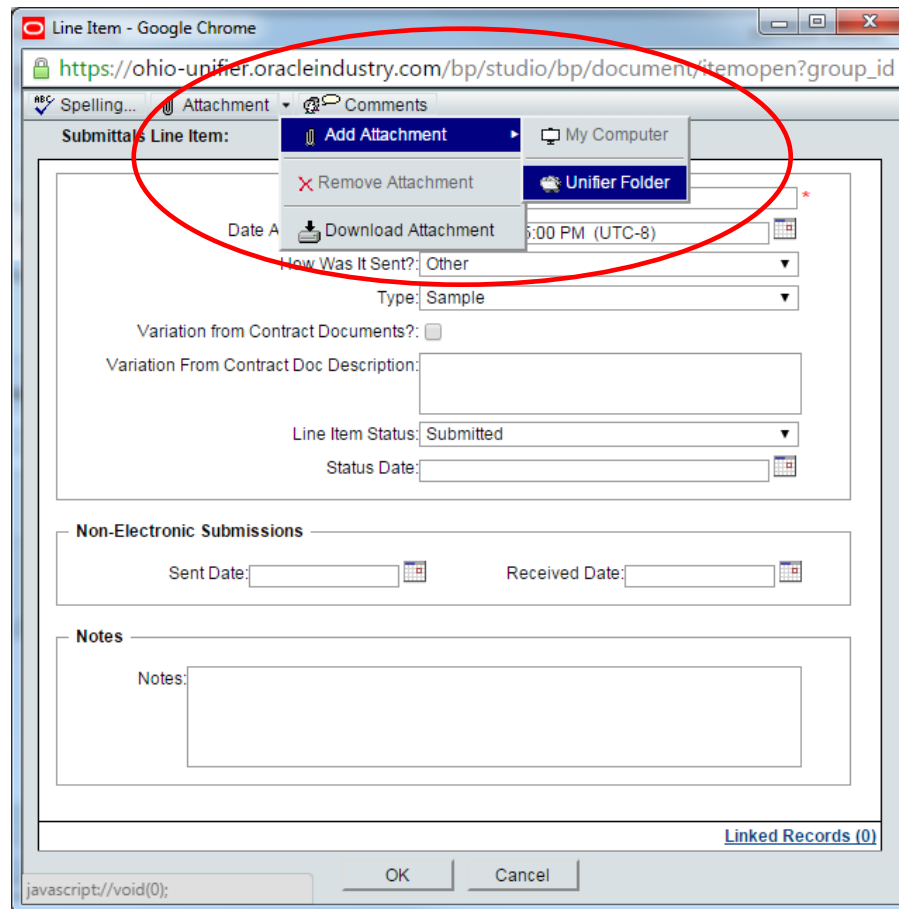 Line Item - Google Chrome
https://ohio-unifier.oracleindustry.com/bp/studio/bp/document/itemopen?group_id
ABC Spelling... Attachment Comments
Submittals Line Item:
Add Attachment
My Computer
Remove Attachment
Unifier Folder
*
Download Attachment
Date A
5:00 PM (UTC-8)
How Was It Sent?: Other
Type: Sample
Variation from Contract Documents?:
Variation From Contract Doc Description:
Line Item Status: Submitted
Status Date:
Non-Electronic Submissions
Sent Date: Received Date:
Notes
Notes:
Linked Records (0)
OK Cancel
javascript://void(0);